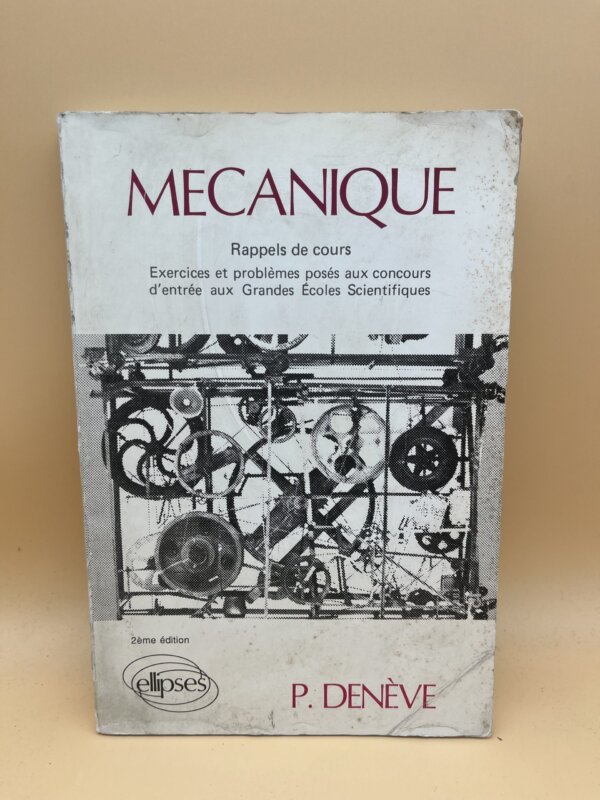 MECANIQUE
Rappels de cours
Exercices et problèmes posés aux concours
d'entrée aux Grandes Écoles Scientifiques
2ème édition
ellipses
P. DENÈVE